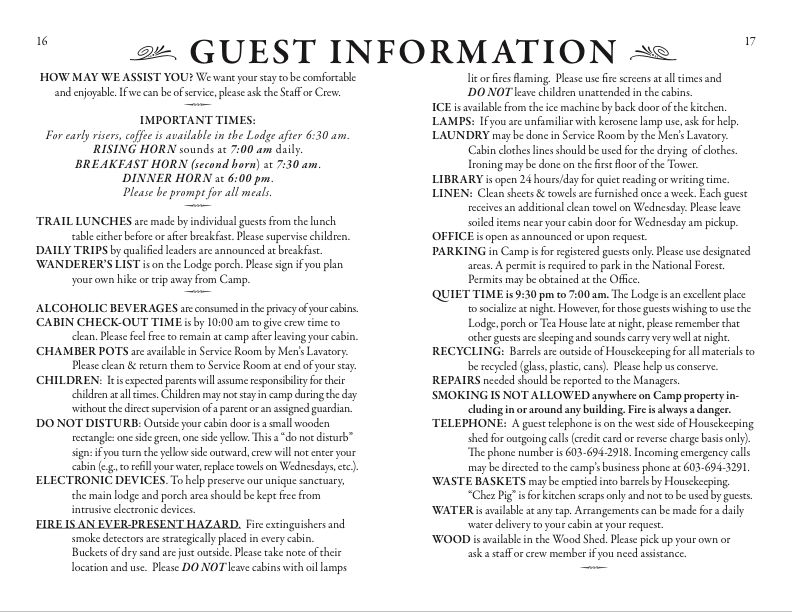 16
17
GUEST INFORMATION
HOW MAY WE ASSIST YOU? We want your stay to be comfortable
and enjoyable. If we can be of service, please ask the Staff or Crew.
IMPORTANT TIMES:
For early risers, coffee is available in the Lodge after 6:30 am.
RISING HORN sounds at 7:00 am daily.
BREAKFAST HORN (second horn) at 7:30 am.
DINNER HORN at 6:00 pm.
Please be prompt for all meals.
TRAIL LUNCHES are made by individual guests from the lunch
table either before or after breakfast. Please supervise children.
DAILY TRIPS by qualified leaders are announced at breakfast.
WANDERER'S LIST is on the Lodge porch. Please sign if you plan
your own hike or trip away from Camp.
ALCOHOLIC BEVERAGES are consumed in the privacy of your cabins.
CABIN CHECK-OUT TIME is by 10:00 am to give crew time to
clean. Please feel free to remain at camp after leaving your cabin.
CHAMBER POTS are available in Service Room by Men's Lavatory.
Please clean & return them to Service Room at end of your stay.
CHILDREN: It is expected parents will assume responsibility for their
children at all times. Children may not stay in camp during the day
without the direct supervision of a parent or an assigned guardian.
DO NOT DISTURB: Outside your cabin door is a small wooden
rectangle: one side green, one side yellow. This a "do not disturb"
sign: if you turn the yellow side outward, crew will not enter your
cabin (e.g., to refill your water, replace towels on Wednesdays, etc.).
ELECTRONIC DEVICES. To help preserve our unique sanctuary,
the main lodge and porch area should be kept free from
intrusive electronic devices.
FIRE IS AN EVER-PRESENT HAZARD. Fire extinguishers and
smoke detectors are strategically placed in every cabin.
Buckets of dry sand are just outside. Please take note of their
location and use. Please DO NOT leave cabins with oil lamps
lit or fires flaming. Please use fire screens at all times and
DO NOT leave children unattended in the cabins.
ICE is available from the ice machine by back door of the kitchen.
LAMPS: If you are unfamiliar with kerosene lamp use, ask for help.
LAUNDRY may be done in Service Room by the Men's Lavatory.
Cabin clothes lines should be used for the drying of clothes.
Ironing may be done on the first floor of the Tower.
LIBRARY is open 24 hours/day for quiet reading or writing time.
LINEN: Clean sheets & towels are furnished once a week. Each guest
receives an additional clean towel on Wednesday. Please leave
soiled items near your cabin door for Wednesday am pickup.
OFFICE is open as announced or upon request.
PARKING in Camp is for registered guests only. Please use designated
areas. A permit is required to park in the National Forest.
Permits may be obtained at the Office.
QUIET TIME is 9:30 pm to 7:00 am. The Lodge is an excellent place
to socialize at night. However, for those guests wishing to use the
Lodge, porch or Tea House late at night, please remember that
other guests are sleeping and sounds carry very well at night.
RECYCLING: Barrels are outside of Housekeeping for all materials to
be recycled (glass, plastic, cans). Please help us conserve.
REPAIRS needed should be reported to the Managers.
SMOKING IS NOT ALLOWED anywhere on Camp property in-
cluding in or around any building. Fire is always a danger.
TELEPHONE: A guest telephone is on the west side of Housekeeping
shed for outgoing calls (credit card or reverse charge basis only).
The phone number is 603-694-2918. Incoming emergency calls
may be directed to the camp's business phone at 603-694-3291.
WASTE BASKETS may be emptied into barrels by Housekeeping.
"Chez Pig" is for kitchen scraps only and not to be used by guests.
WATER is available at any tap. Arrangements can be made for a daily
water delivery to your cabin at your request.
WOOD is available in the Wood Shed. Please pick up your own or
ask a staff or crew member if you need assistance.